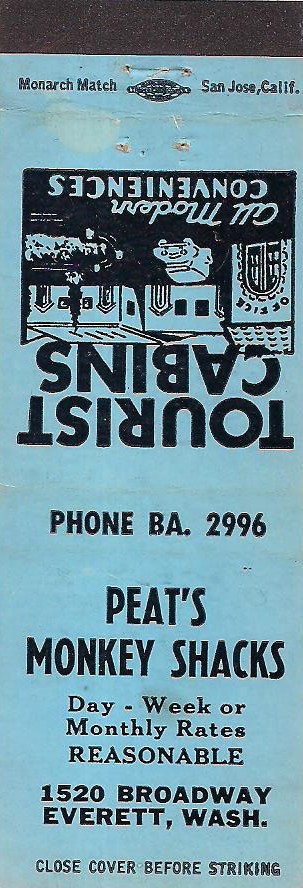 Monarch Match San Jose, Calif.
TOURIST
CABINS
OFFICE
All Modern
CONVENIENCES
PHONE BA. 2996
PEAT'S
MONKEY SHACKS
Day - Week or
Monthly Rates
REASONABLE
1520 BROADWAY
EVERETT, WASH.
CLOSE COVER BEFORE STRIKING